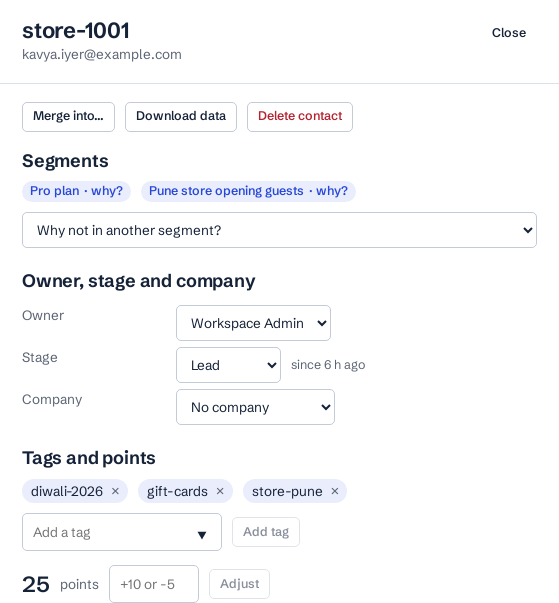 store-1001
Close
kavya.iyer@example.com
Merge into... Download data Delete contact
Segments
Pro plan · why? Pune store opening guests · why?
Why not in another segment?
Owner, stage and company
Owner Workspace Admin
Stage Lead since 6 h ago
Company No company
Tags and points
diwali-2026 × gift-cards × store-pune ×
Add a tag Add tag
25 points +10 or -5 Adjust